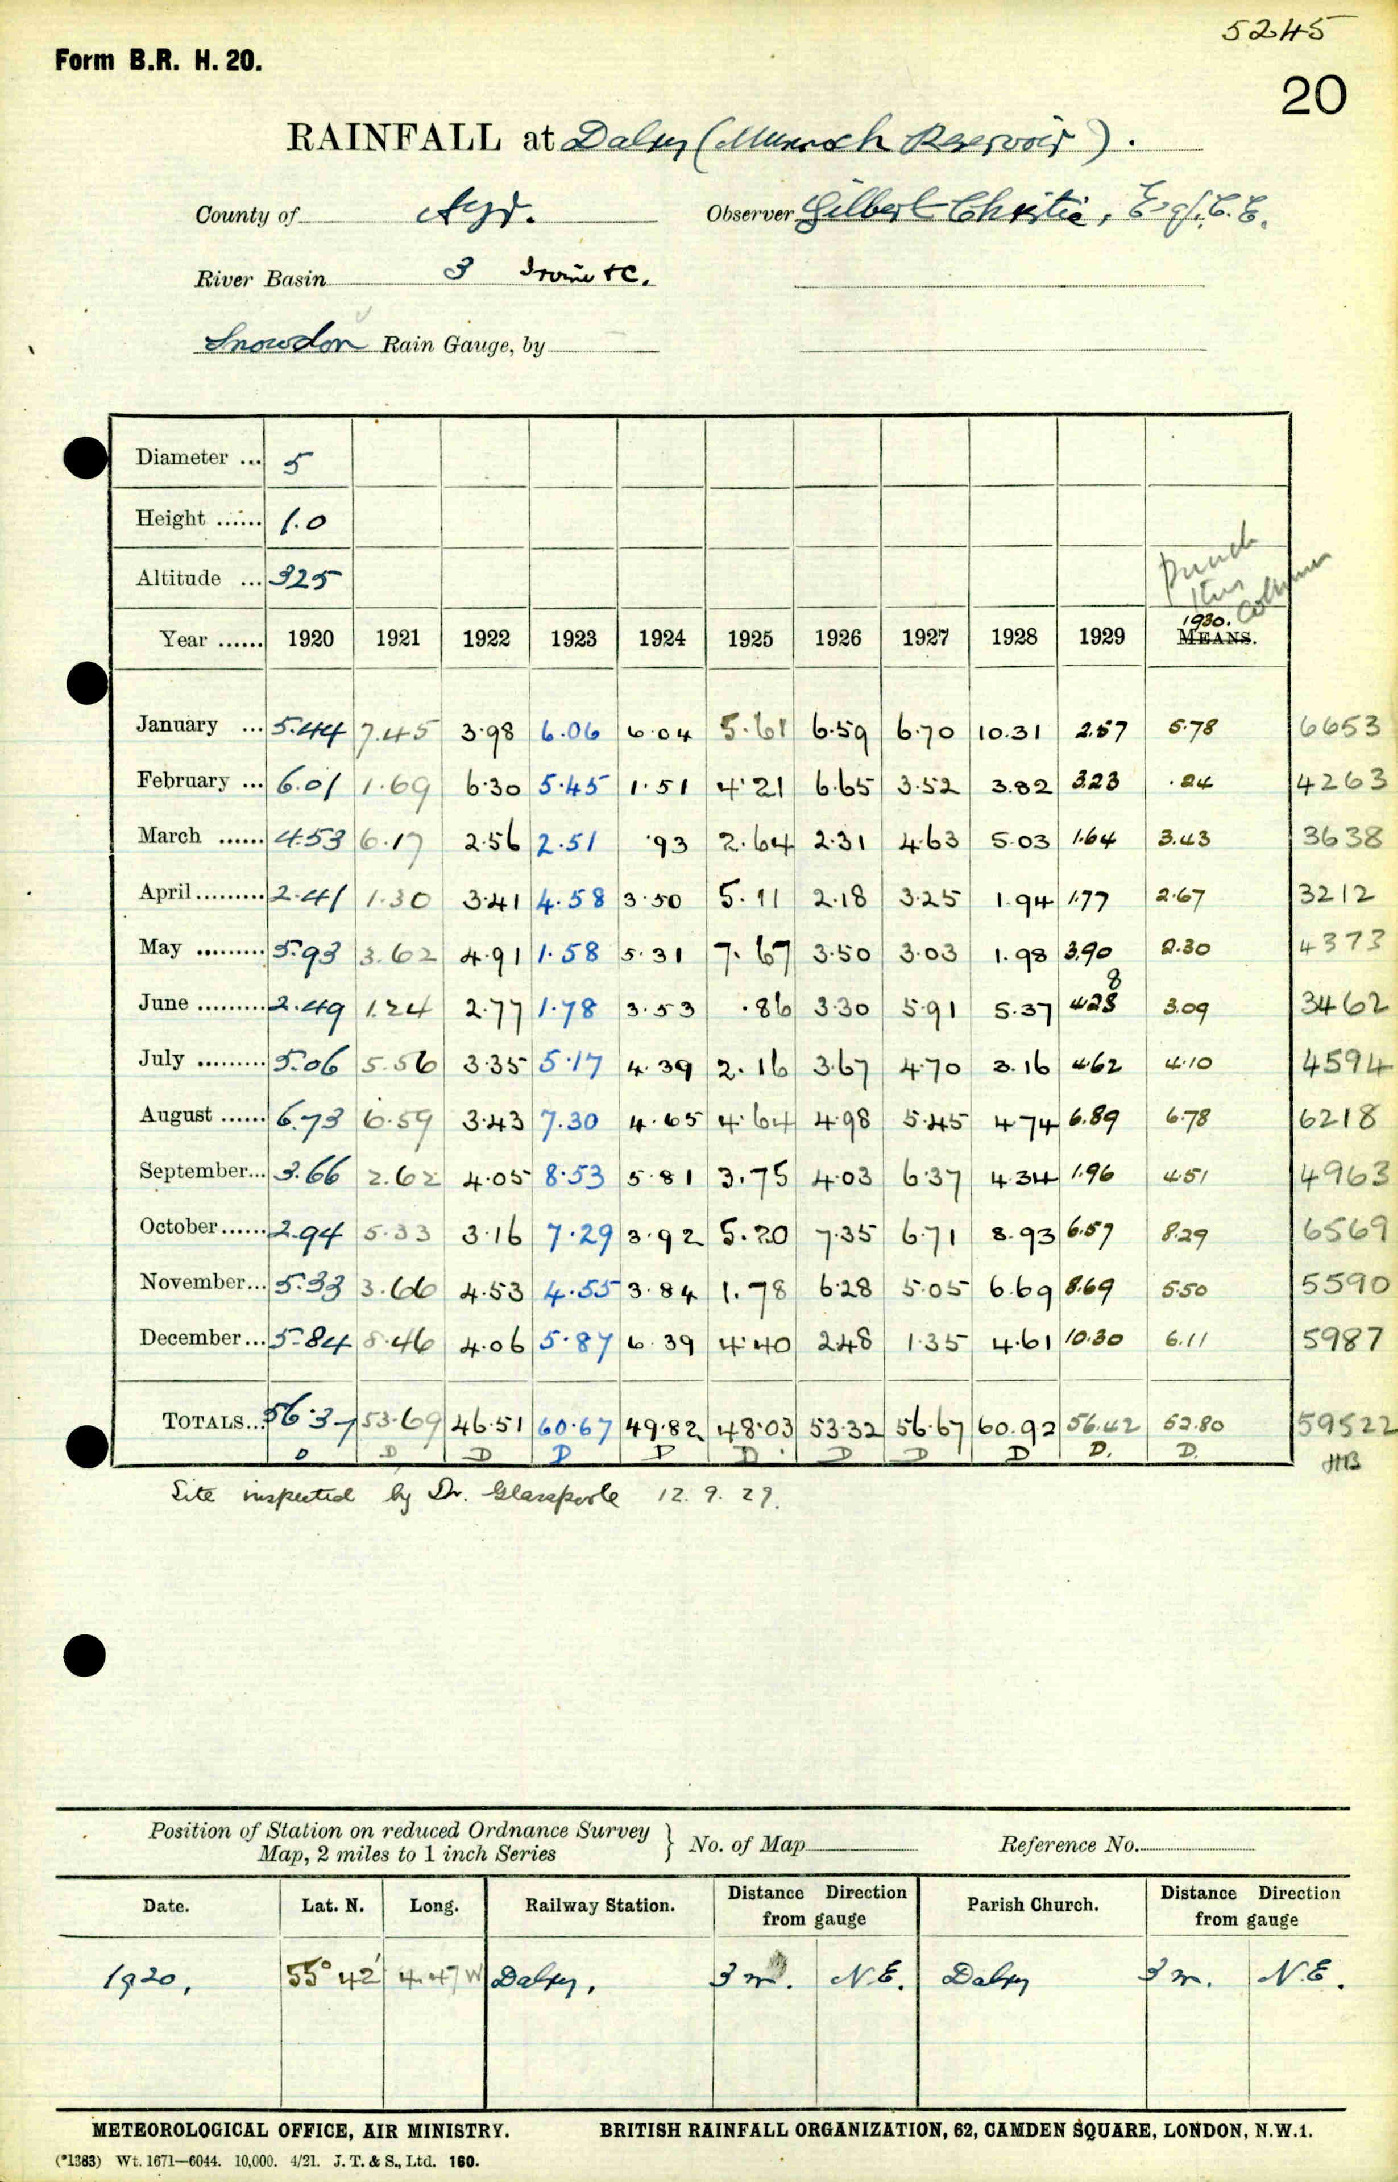 5245
Form B.R. H. 20.
20
RAINFALL at Dalry (Munnoch Reservoir).
County of Ayr. Observer Gilbert Christie, Esq., C.E.
River Basin 3 Irvine &C.
Snowdon Rain Gauge, by
Diameter ... 5
Height ...... 1.0
Altitude ... 325
Punch this column
Year ...... 1920 1921 1922 1923 1924 1925 1926 1927 1928 1929 1930. MEANS.
January ... 5.44 7.45 3.98 6.06 6.04 5.61 6.59 6.70 10.31 2.57 5.78 6653
February ... 6.01 1.69 6.30 5.45 1.51 4.21 6.65 3.52 3.82 3.23 .24 4263
March ...... 4.53 6.17 2.56 2.51 .93 2.64 2.31 4.63 5.03 1.64 3.43 3638
April ......... 2.41 1.30 3.41 4.58 3.50 5.11 2.18 3.25 1.94 1.77 2.67 3212
May ......... 5.93 3.62 4.91 1.58 5.31 7.67 3.50 3.03 1.98 3.90 2.30 4373
June ......... 2.49 1.24 2.77 1.78 3.53 .86 3.30 5.91 5.37 4.28 8 3.09 3462
July ......... 5.06 5.56 3.35 5.17 4.39 2.16 3.67 4.70 3.16 4.62 4.10 4594
August ...... 6.73 6.59 3.43 7.30 4.65 4.64 4.98 5.45 4.74 6.89 6.78 6218
September... 3.66 2.62 4.05 8.53 5.81 3.75 4.03 6.37 4.34 1.96 4.51 4963
October ...... 2.94 5.33 3.16 7.29 3.92 5.20 7.35 6.71 8.93 6.57 8.29 6569
November... 5.33 3.66 4.53 4.55 3.84 1.78 6.28 5.05 6.69 8.69 5.50 5590
December... 5.84 8.46 4.06 5.87 6.39 4.40 2.48 1.35 4.61 10.30 6.11 5987
TOTALS... 56.37 53.69 46.51 60.67 49.82 48.03 53.32 56.67 60.92 56.42 52.80 59522
D D D D D D D D D D. D. HB
Site inspected by Dr. Glasspoole 12.9.27.
Position of Station on reduced Ordnance Survey
Map, 2 miles to 1 inch Series } No. of Map Reference No.
Date. Lat. N. Long. Railway Station. Distance Direction from gauge Parish Church. Distance Direction from gauge
1920, 55° 42' 4.47 W Dalry, 3 m. N.E. Dalry 3 m. N.E.
METEOROLOGICAL OFFICE, AIR MINISTRY. BRITISH RAINFALL ORGANIZATION, 62, CAMDEN SQUARE, LONDON, N.W.1.
(*1383) Wt. 1671—6044. 10,000. 4/21. J. T. & S., Ltd. 160.